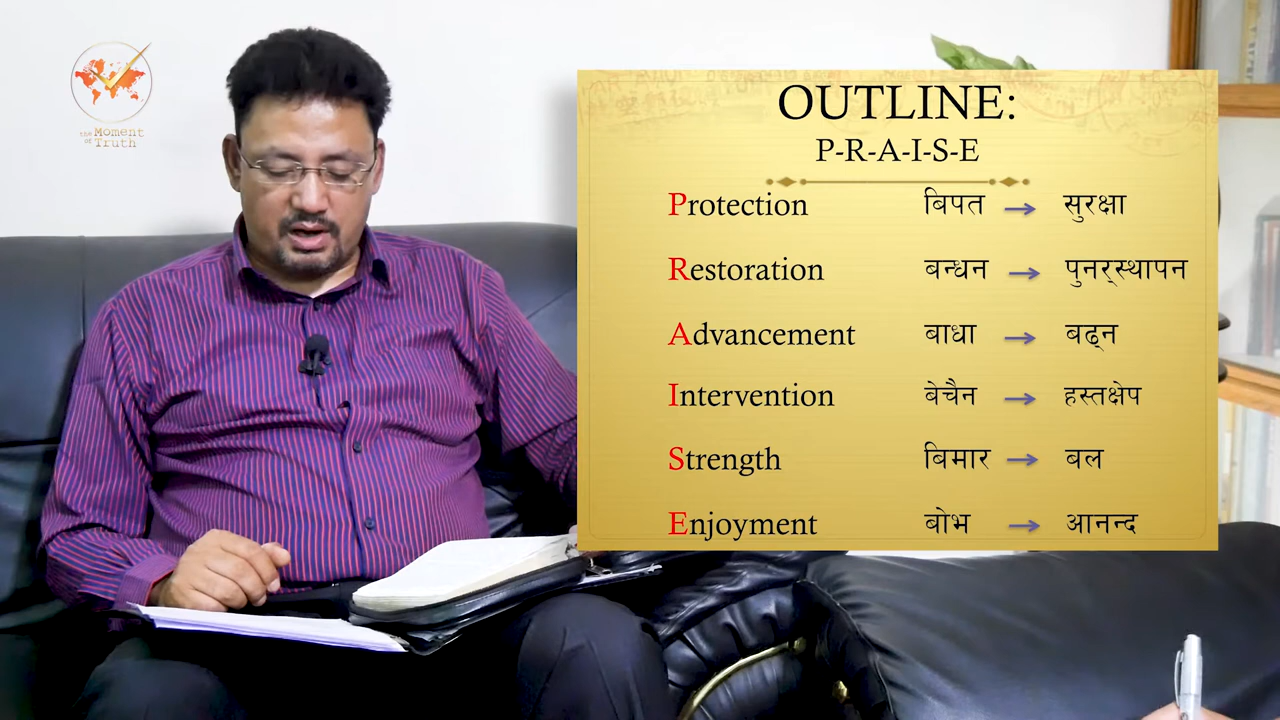 the Moment
of Truth
OUTLINE:
P-R-A-I-S-E
Protection बिपत → सुरक्षा
Restoration बन्धन → पुनर्‍स्थापन
Advancement बाधा → बढ्न
Intervention बेचैन → हस्तक्षेप
Strength बिमार → बल
Enjoyment बोभ → आनन्द